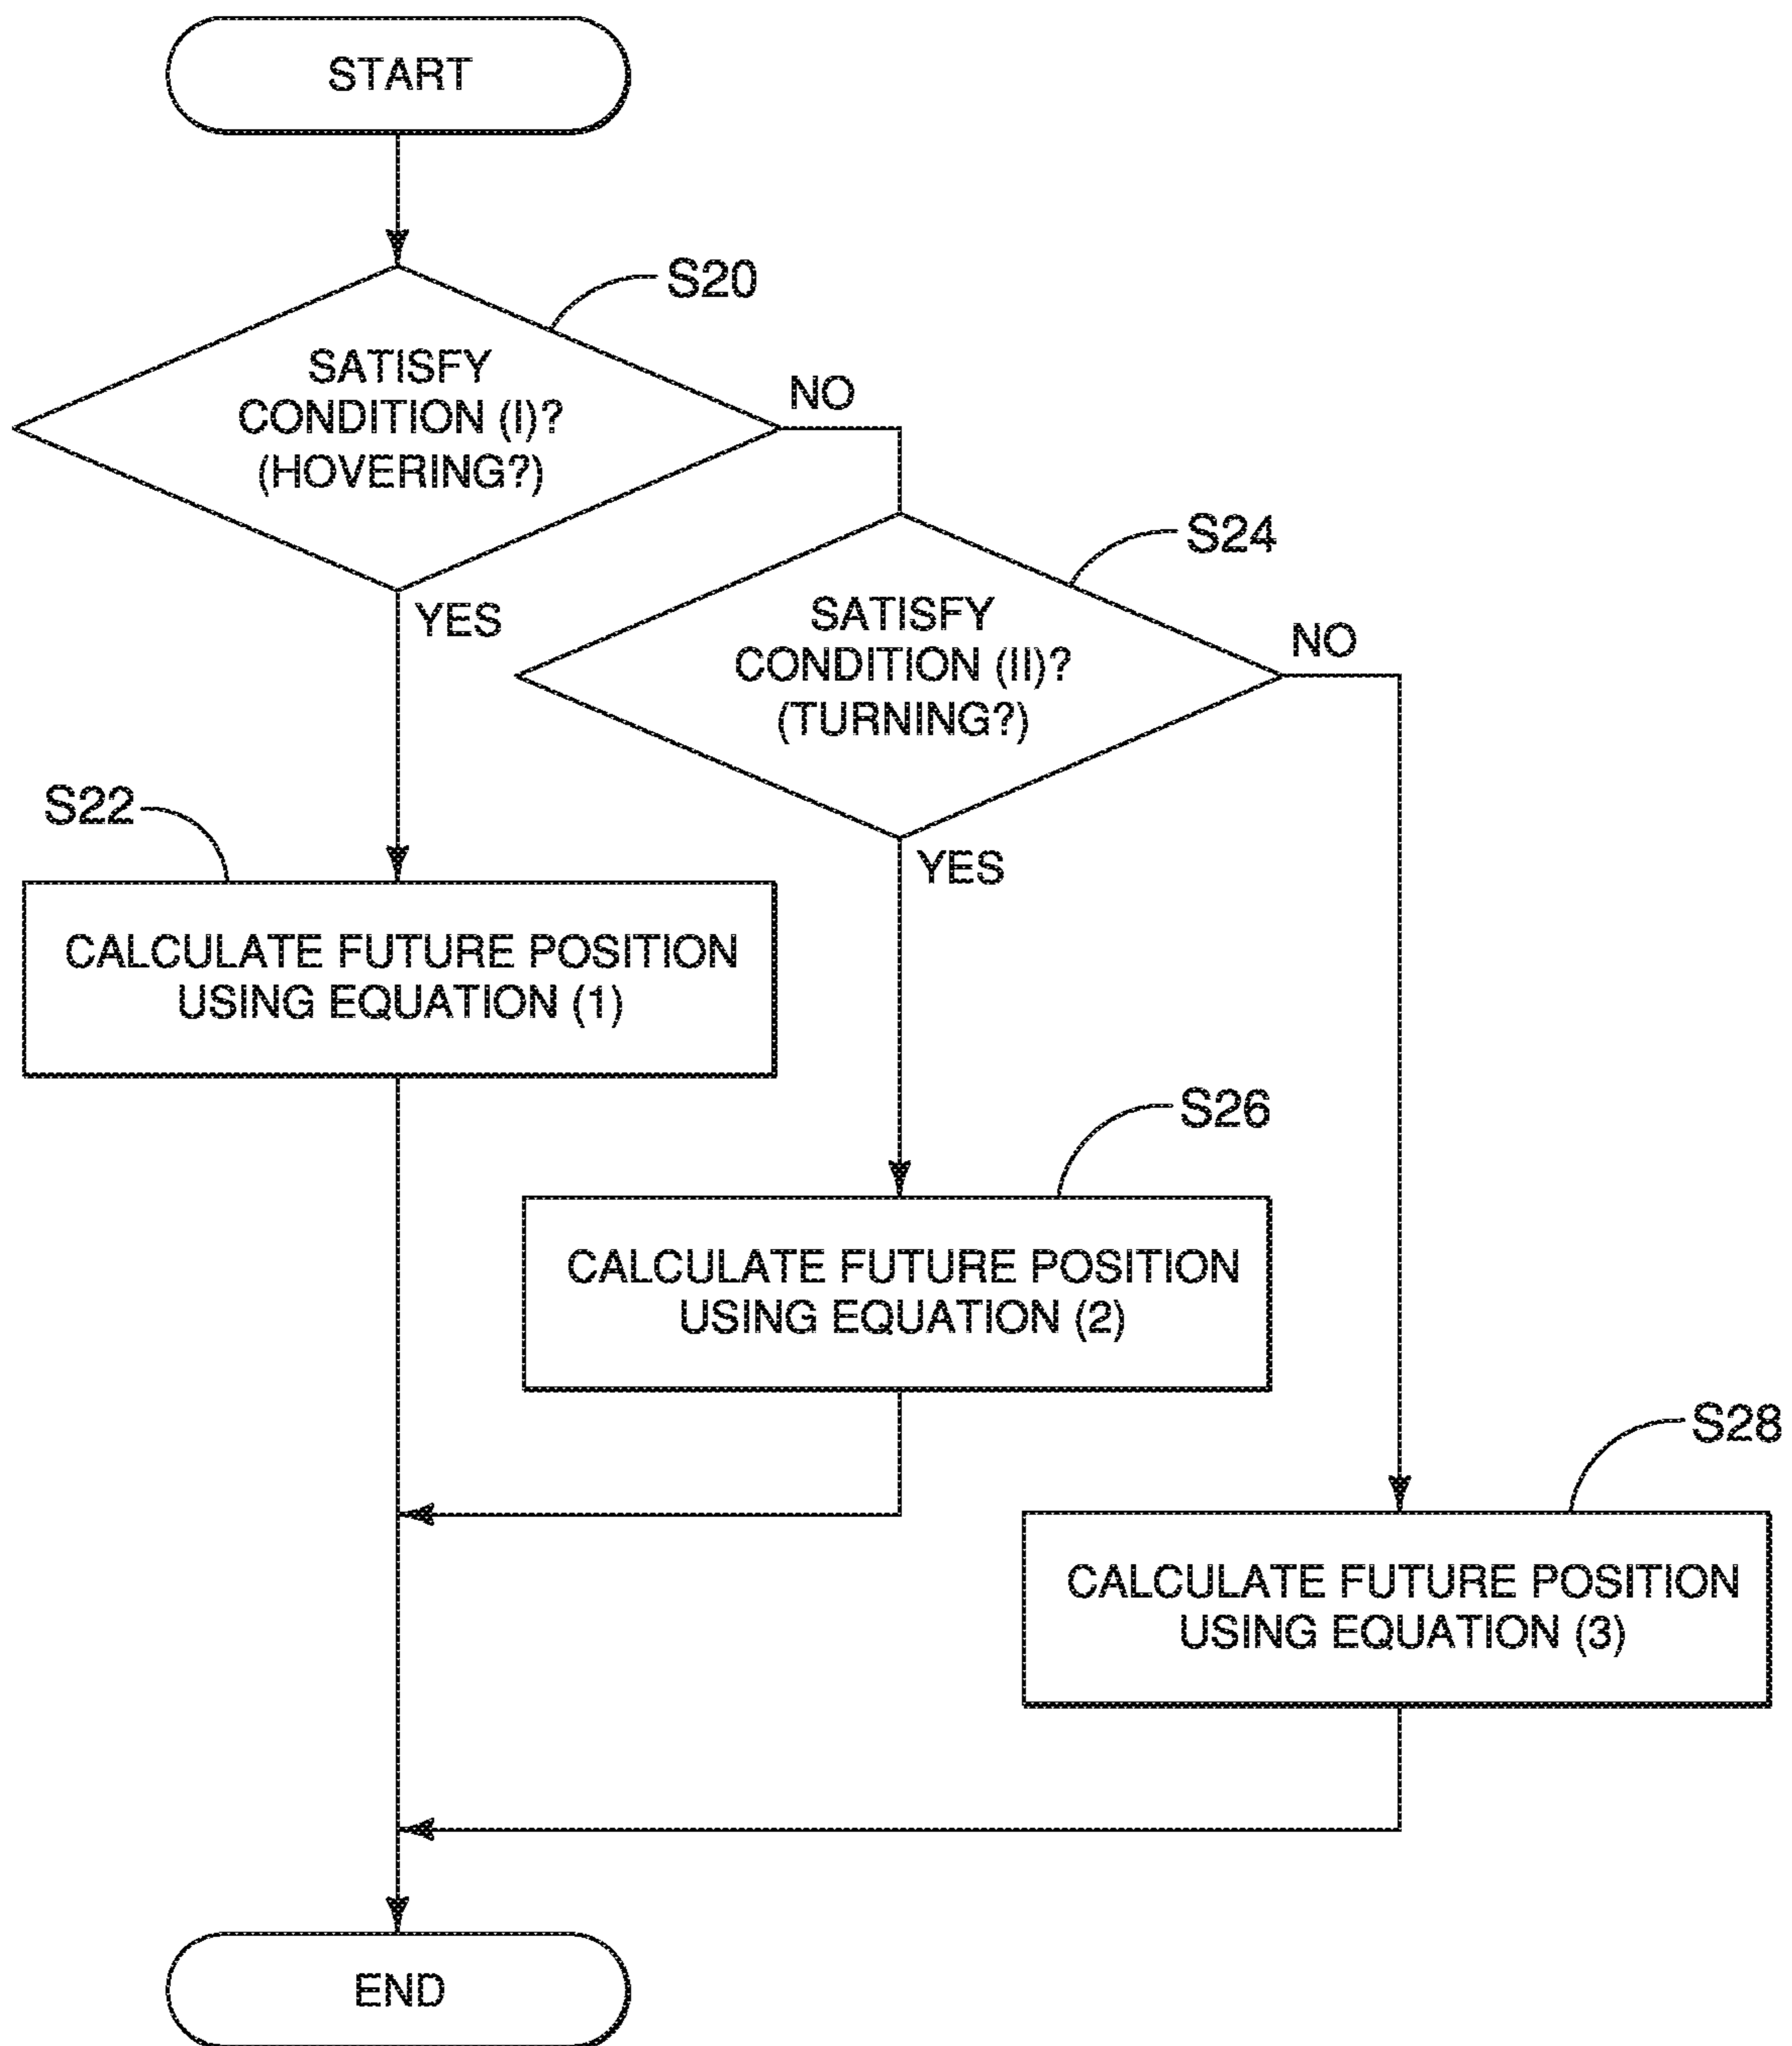 START
S20
SATISFY
CONDITION (I)?
(HOVERING?)
NO
YES
S24
SATISFY
CONDITION (II)?
(TURNING?)
NO
YES
S22
CALCULATE FUTURE POSITION
USING EQUATION (1)
S26
CALCULATE FUTURE POSITION
USING EQUATION (2)
S28
CALCULATE FUTURE POSITION
USING EQUATION (3)
END